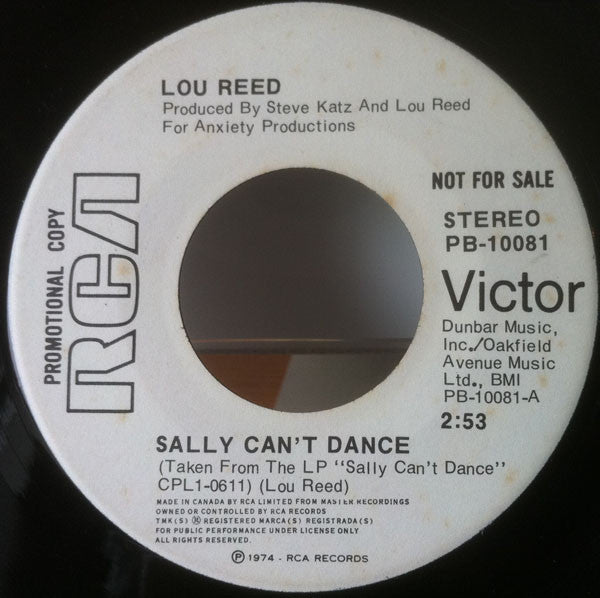 LOU REED
Produced By Steve Katz And Lou Reed
For Anxiety Productions
PROMOTIONAL COPY
RCA
NOT FOR SALE
STEREO
PB-10081
Victor
Dunbar Music,
Inc./Oakfield
Avenue Music
Ltd., BMI
PB-10081-A
2:53
SALLY CAN'T DANCE
(Taken From The LP "Sally Can't Dance"
CPL1-0611) (Lou Reed)
MADE IN CANADA BY RCA LIMITED FROM MASTER RECORDINGS
OWNED OR CONTROLLED BY RCA RECORDS
TMK(S) ® REGISTERED MARCA(S) REGISTRADA(S)
FOR PUBLIC PERFORMANCE UNDER LICENSE ONLY
ALL RIGHTS RESERVED.
℗ 1974 - RCA RECORDS